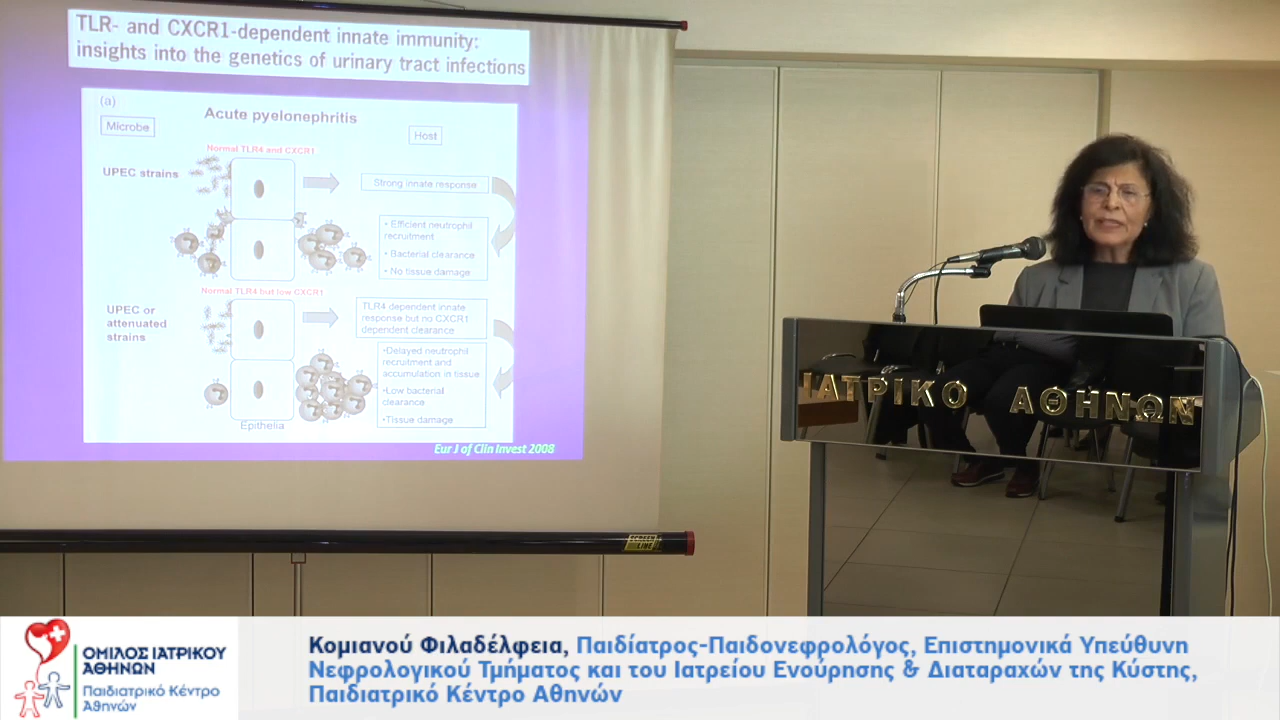 TLR- and CXCR1-dependent innate immunity:
insights into the genetics of urinary tract infections
(a)
Acute pyelonephritis
Microbe
Host
Normal TLR4 and CXCR1
UPEC strains
Strong innate response
• Efficient neutrophil
recruitment
• Bacterial clearance
• No tissue damage
Normal TLR4 but low CXCR1
UPEC or
attenuated
strains
TLR4 dependent innate
response but no CXCR1
dependent clearance
•Delayed neutrophil
recruitment and
accumulation in tissue
•Low bacterial
clearance
•Tissue damage
Epithelia
Eur J of Clin Invest 2008
ΙΑΤΡΙΚΟ ΑΘΗΝΩΝ
SCREEN
LINE
ΟΜΙΛΟΣ ΙΑΤΡΙΚΟΥ
ΑΘΗΝΩΝ
Παιδιατρικό Κέντρο
Αθηνών
Κομιανού Φιλαδέλφεια, Παιδίατρος-Παιδονεφρολόγος, Επιστημονικά Υπεύθυνη
Νεφρολογικού Τμήματος και του Ιατρείου Ενούρησης & Διαταραχών της Κύστης,
Παιδιατρικό Κέντρο Αθηνών